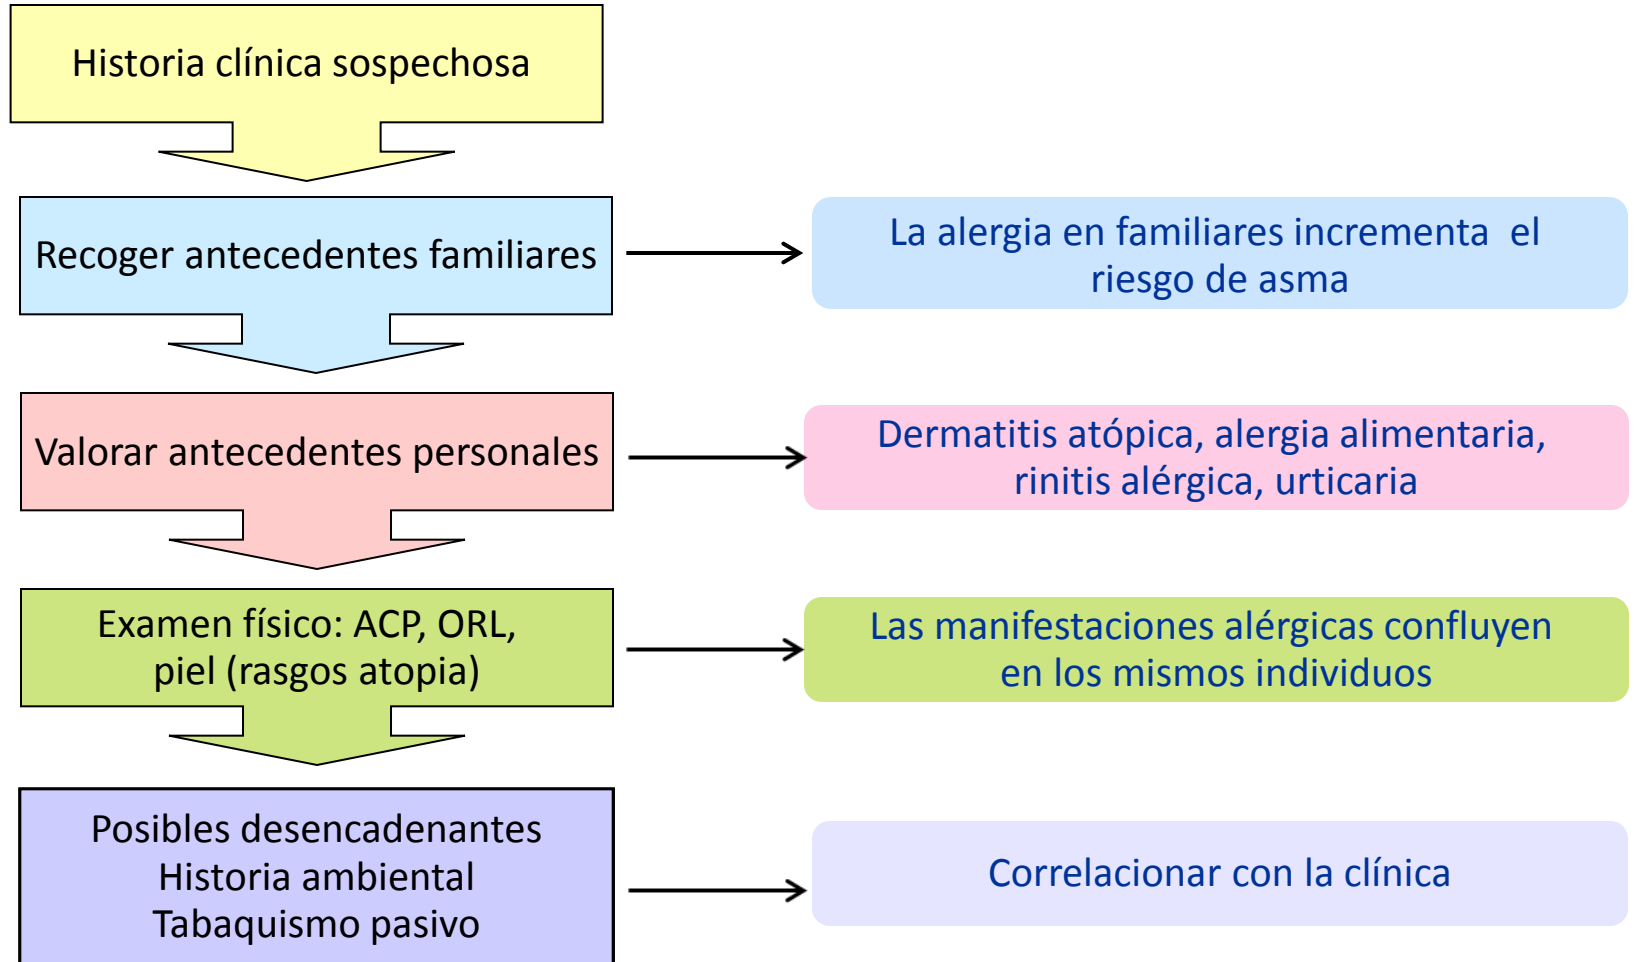 Historia clínica sospechosa
Recoger antecedentes familiares
La alergia en familiares incrementa el
riesgo de asma
Valorar antecedentes personales
Dermatitis atópica, alergia alimentaria,
rinitis alérgica, urticaria
Examen físico: ACP, ORL,
piel (rasgos atopia)
Las manifestaciones alérgicas confluyen
en los mismos individuos
Posibles desencadenantes
Historia ambiental
Tabaquismo pasivo
Correlacionar con la clínica